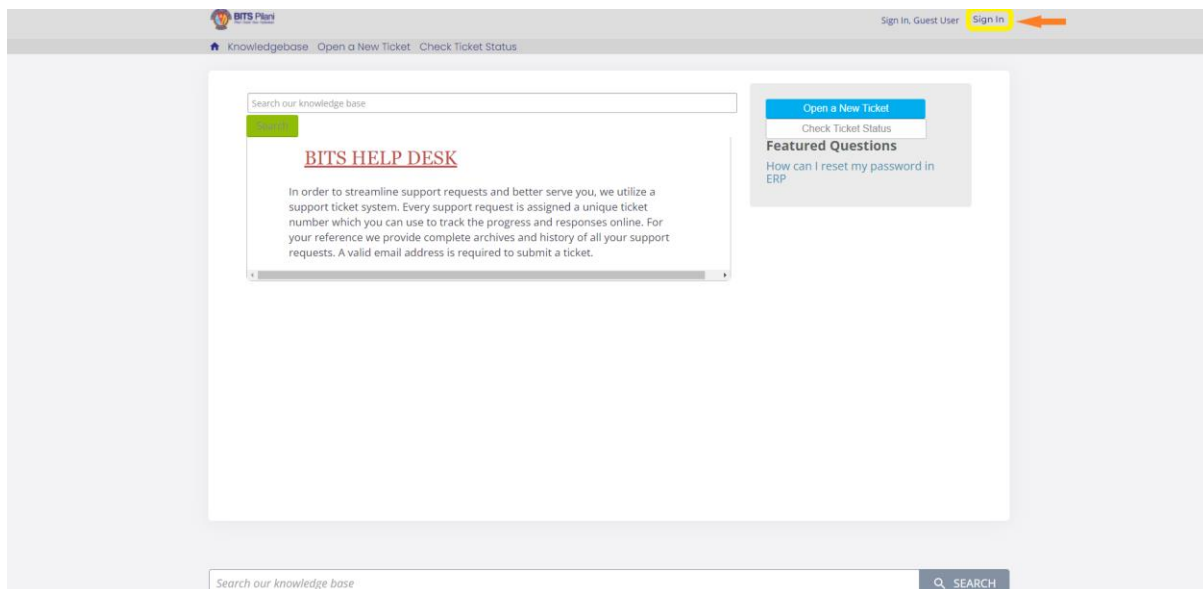 BITS Pilani
Sign In, Guest User Sign In
Knowledgebase Open a New Ticket Check Ticket Status
Search our knowledge base
Search
BITS HELP DESK
In order to streamline support requests and better serve you, we utilize a
support ticket system. Every support request is assigned a unique ticket
number which you can use to track the progress and responses online. For
your reference we provide complete archives and history of all your support
requests. A valid email address is required to submit a ticket.
Open a New Ticket
Check Ticket Status
Featured Questions
How can I reset my password in
ERP
Search our knowledge base
SEARCH